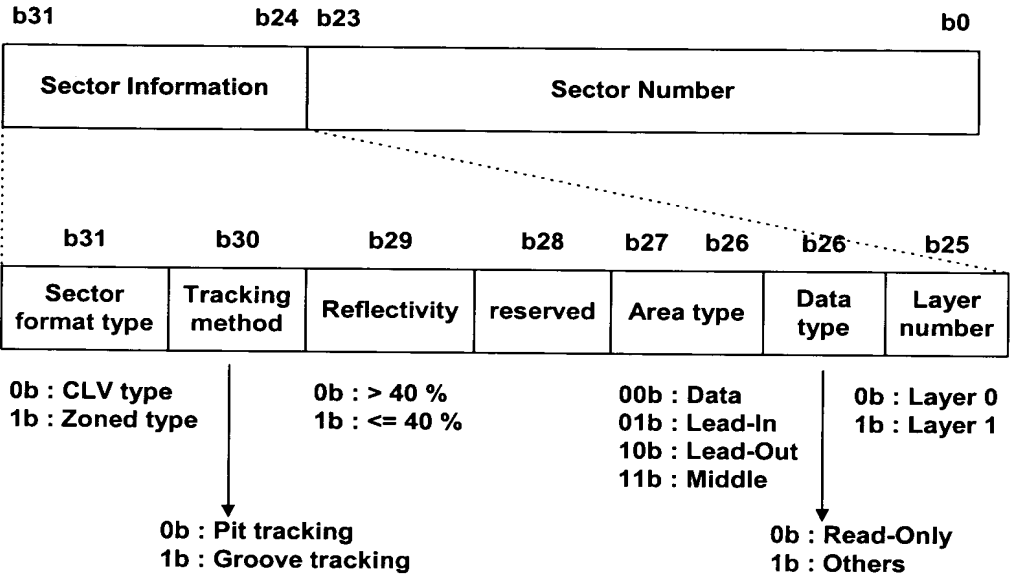 b31 b24 b23 b0
Sector Information Sector Number
b31 b30 b29 b28 b27 b26 b26 b25
Sector format type Tracking method Reflectivity reserved Area type Data type Layer number
0b : CLV type
1b : Zoned type
0b : > 40 %
1b : <= 40 %
00b : Data
01b : Lead-In
10b : Lead-Out
11b : Middle
0b : Layer 0
1b : Layer 1
0b : Pit tracking
1b : Groove tracking
0b : Read-Only
1b : Others